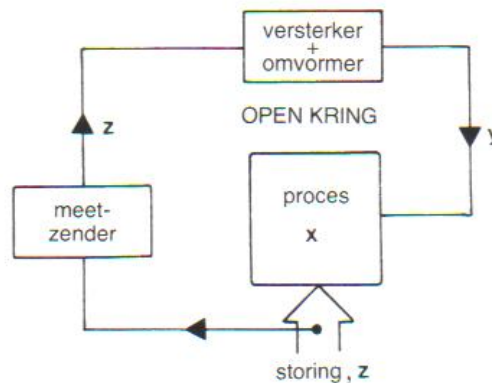 versterker
+
omvormer
OPEN KRING
z
y
meet-
zender
proces
x
storing, z